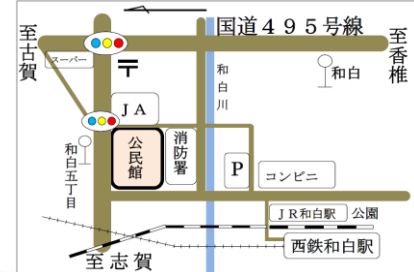 国道４９５号線
至古賀
至香椎
スーパー
〒
和白川
和白
ＪＡ
公民館
消防署
和白五丁目
P
コンビニ
ＪＲ和白駅
公園
西鉄和白駅
至志賀